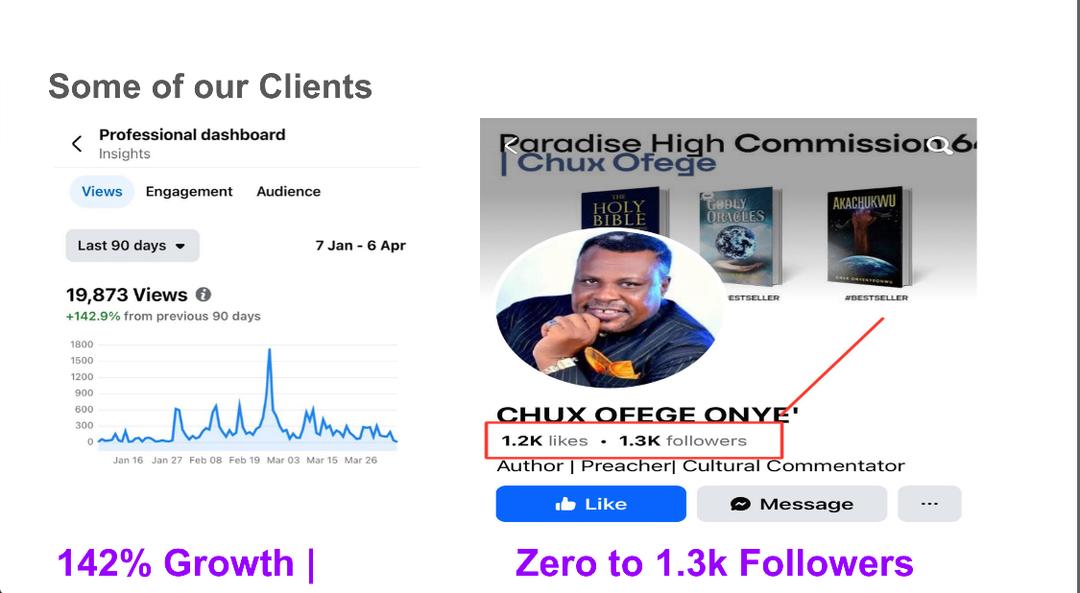 Some of our Clients
Professional dashboard
Insights
Views Engagement Audience
Last 90 days 7 Jan - 6 Apr
19,873 Views
+142.9% from previous 90 days
1800
1500
1200
900
600
300
0
Jan 16 Jan 27 Feb 08 Feb 19 Mar 03 Mar 15 Mar 26
142% Growth |
Paradise High Commission 64
| Chux Ofege
THE
HOLY
BIBLE
GODLY
ORACLES
AKACHUKWU
#BESTSELLER
CHUX OFEGE ONYE'
1.2K likes • 1.3K followers
Author | Preacher| Cultural Commentator
Like Message ...
Zero to 1.3k Followers